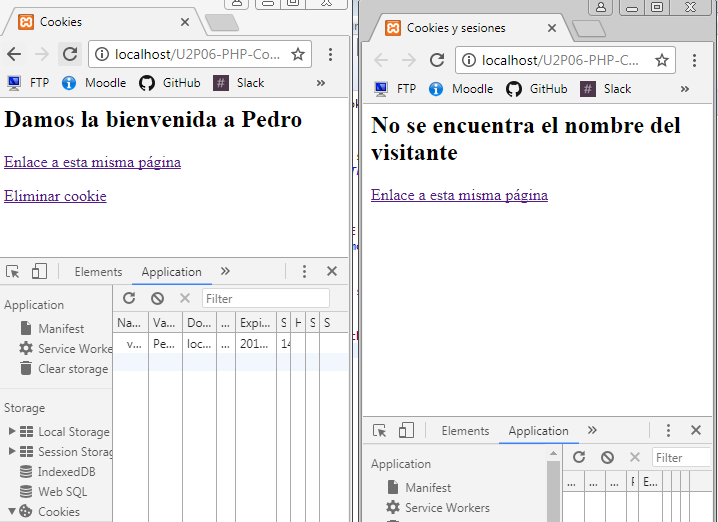 Cookies
localhost/U2P06-PHP-Co...
FTP Moodle GitHub Slack »
Damos la bienvenida a Pedro
Enlace a esta misma página
Eliminar cookie
Elements Application »
Application
Manifest
Service Worke
Clear storage
Storage
Local Storage
Session Storag
IndexedDB
Web SQL
Cookies
Filter
Na... Va... Do... ... Expi... S H S S
v... Pe... loc... ... 201... 14
Cookies y sesiones
localhost/U2P06-PHP-C...
FTP Moodle GitHub Slack »
No se encuentra el nombre del
visitante
Enlace a esta misma página
Elements Application »
Application
Manifest
Service Workers
Filter
... ... ... F E...